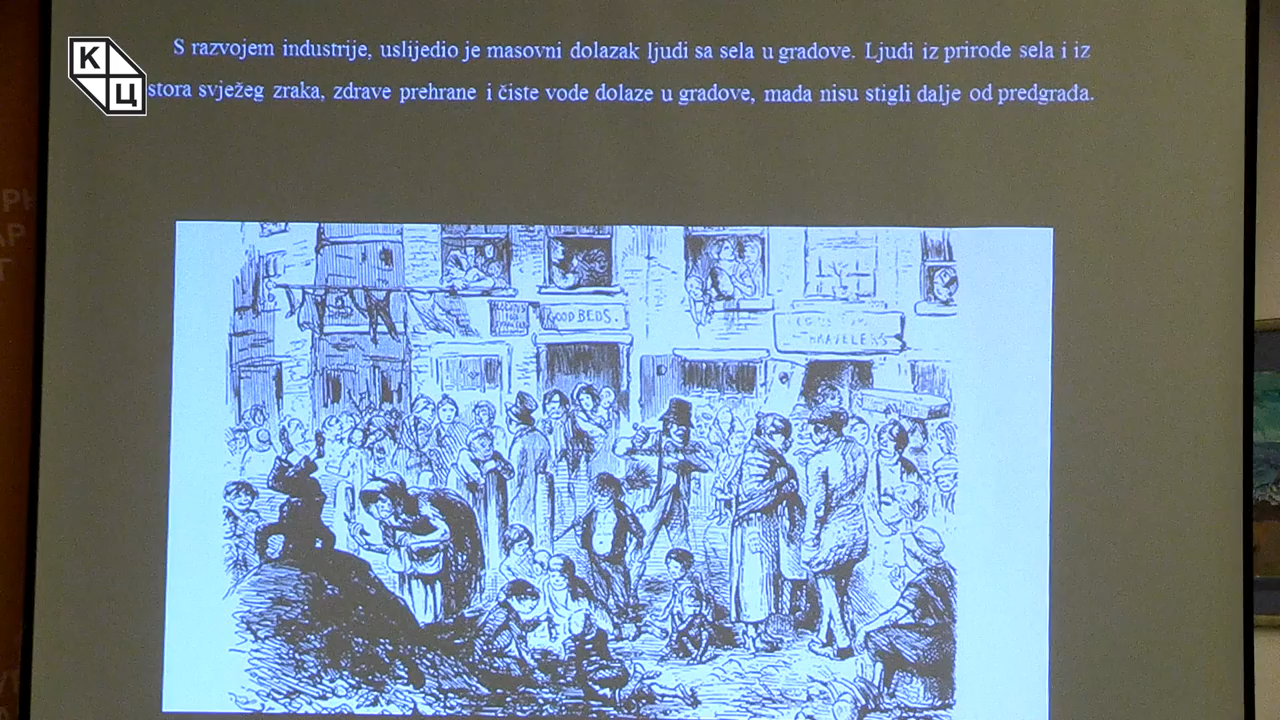 S razvojem industrije, uslijedio je masovni dolazak ljudi sa sela u gradove. Ljudi iz prirode sela i iz
К
Ц
stora svježeg zraka, zdrave prehrane i čiste vode dolaze u gradove, mada nisu stigli dalje od predgrađa.
GOOD BEDS.
TRAVELERS